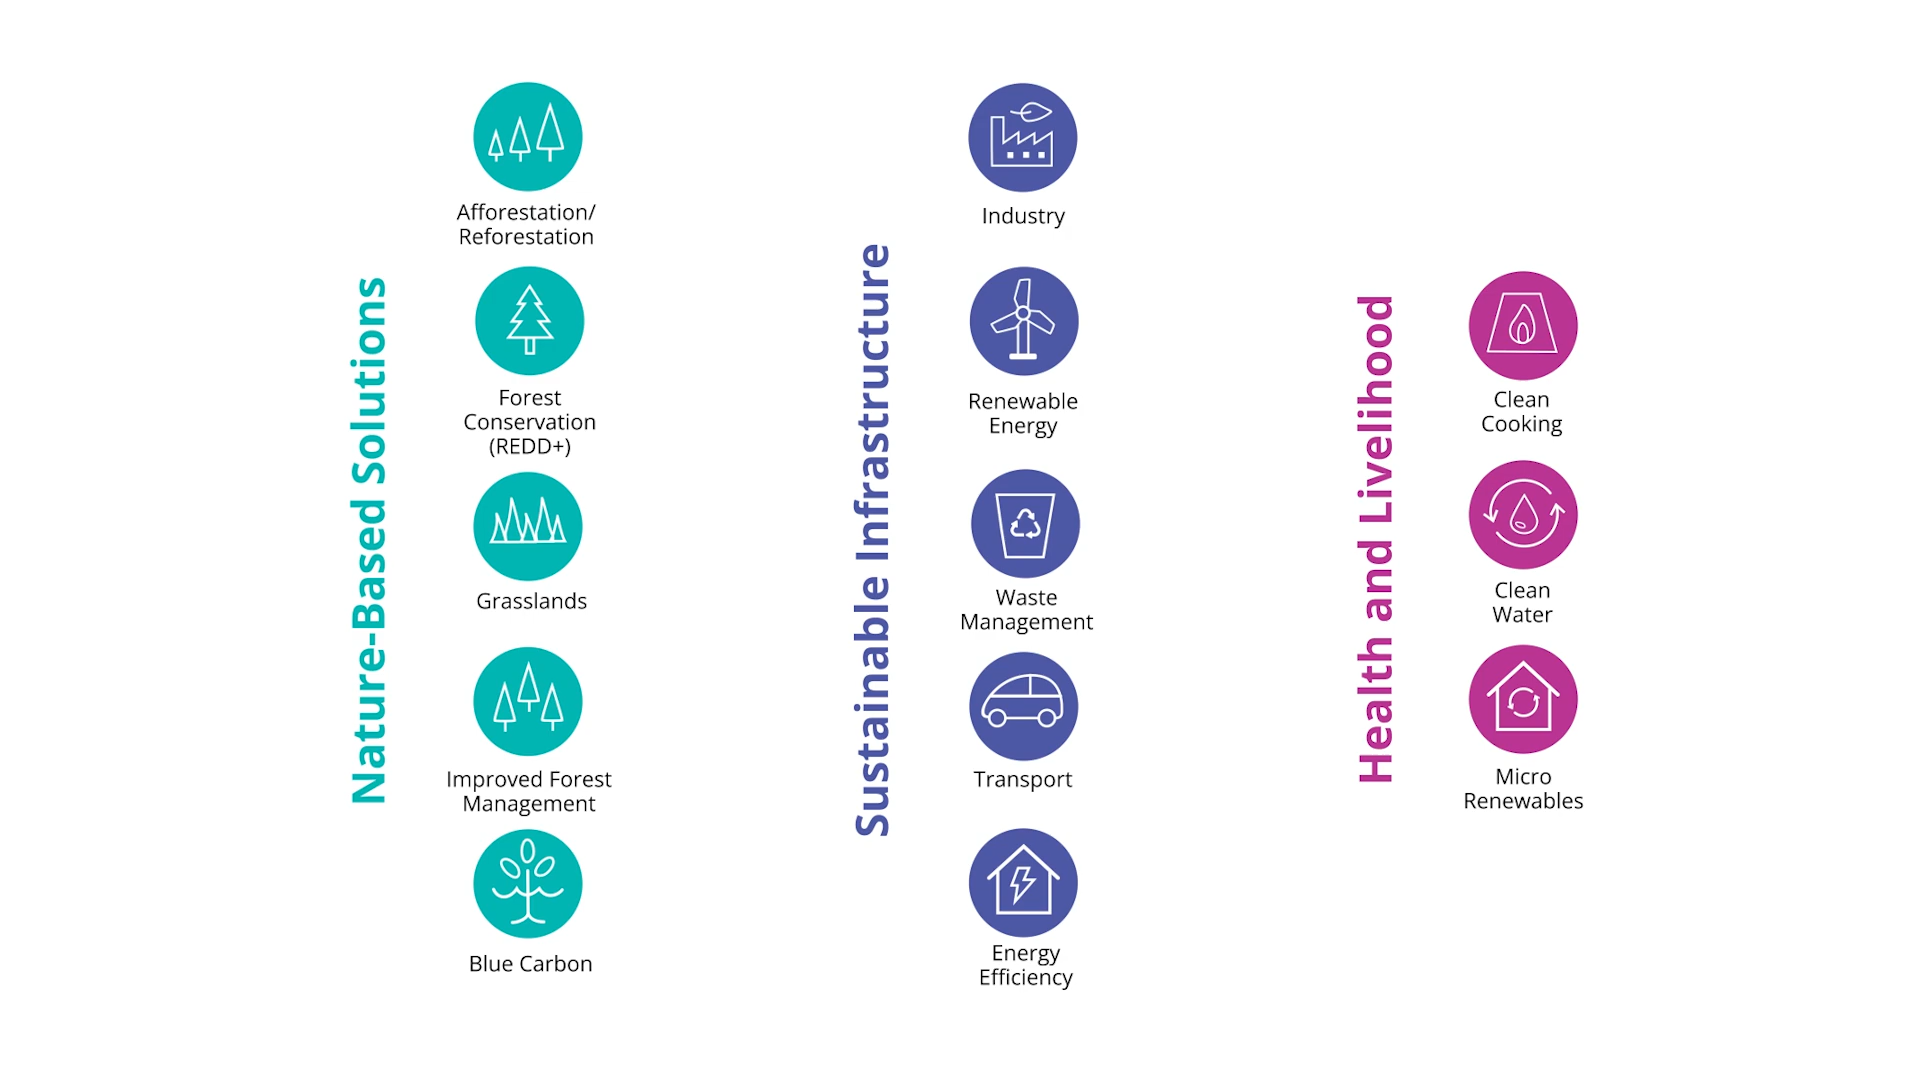 Nature-Based Solutions
Afforestation/
Reforestation
Forest
Conservation
(REDD+)
Grasslands
Improved Forest
Management
Blue Carbon
Sustainable Infrastructure
Industry
Renewable
Energy
Waste
Management
Transport
Energy
Efficiency
Health and Livelihood
Clean
Cooking
Clean
Water
Micro
Renewables